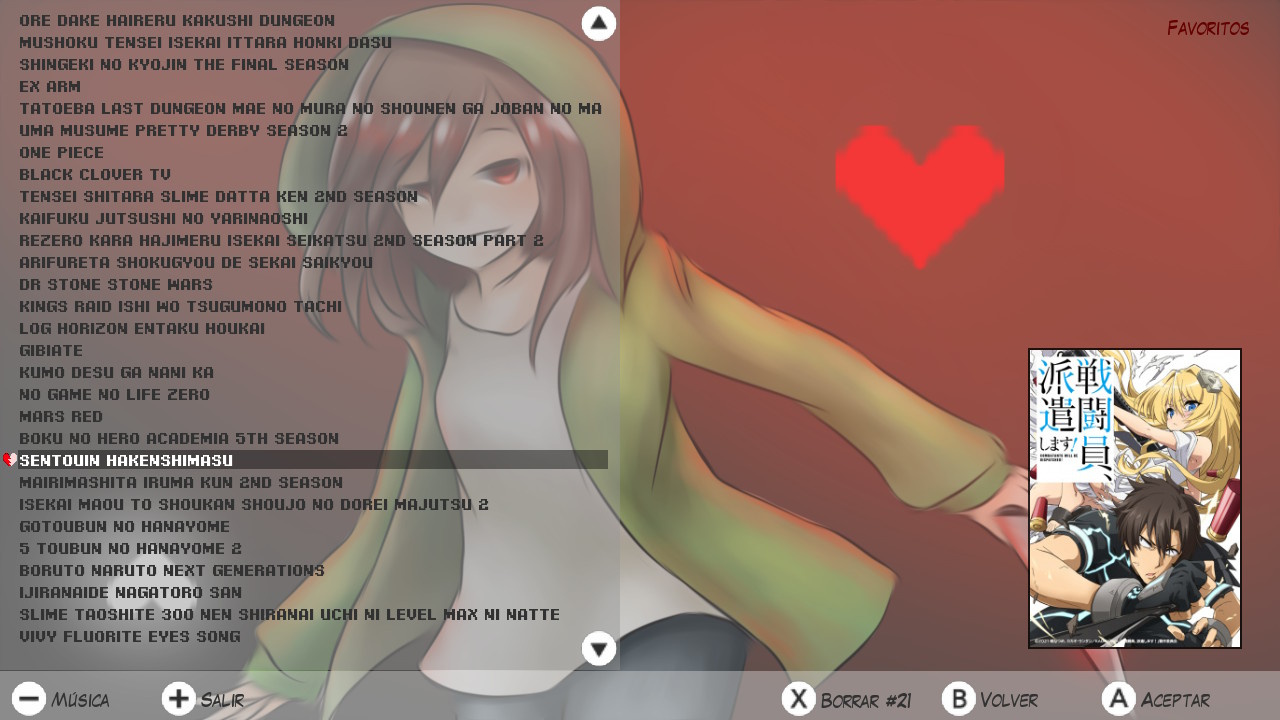 ORE DAKE HAIRERU KAKUSHI DUNGEON
MUSHOKU TENSEI ISEKAI ITTARA HONKI DASU
SHINGEKI NO KYOJIN THE FINAL SEASON
EX ARM
TATOEBA LAST DUNGEON MAE NO MURA NO SHOUNEN GA JOBAN NO MA
UMA MUSUME PRETTY DERBY SEASON 2
ONE PIECE
BLACK CLOVER TV
TENSEI SHITARA SLIME DATTA KEN 2ND SEASON
KAIFUKU JUTSUSHI NO YARINAOSHI
REZERO KARA HAJIMERU ISEKAI SEIKATSU 2ND SEASON PART 2
ARIFURETA SHOKUGYOU DE SEKAI SAIKYOU
DR STONE STONE WARS
KINGS RAID ISHI WO TSUGUMONO TACHI
LOG HORIZON ENTAKU HOUKAI
GIBIATE
KUMO DESU GA NANI KA
NO GAME NO LIFE ZERO
MARS RED
BOKU NO HERO ACADEMIA 5TH SEASON
SENTOUIN HAKENSHIMASU
MAIRIMASHITA IRUMA KUN 2ND SEASON
ISEKAI MAOU TO SHOUKAN SHOUJO NO DOREI MAJUTSU 2
GOTOUBUN NO HANAYOME
5 TOUBUN NO HANAYOME 2
BORUTO NARUTO NEXT GENERATIONS
IJIRANAIDE NAGATORO SAN
SLIME TAOSHITE 300 NEN SHIRANAI UCHI NI LEVEL MAX NI NATTE
VIVY FLUORITE EYES SONG
FAVORITOS
戦闘員、
派遣します!
COMBATANTS WILL BE
DISPATCHED!
MÚSICA
SALIR
X BORRAR #21
B VOLVER
A ACEPTAR